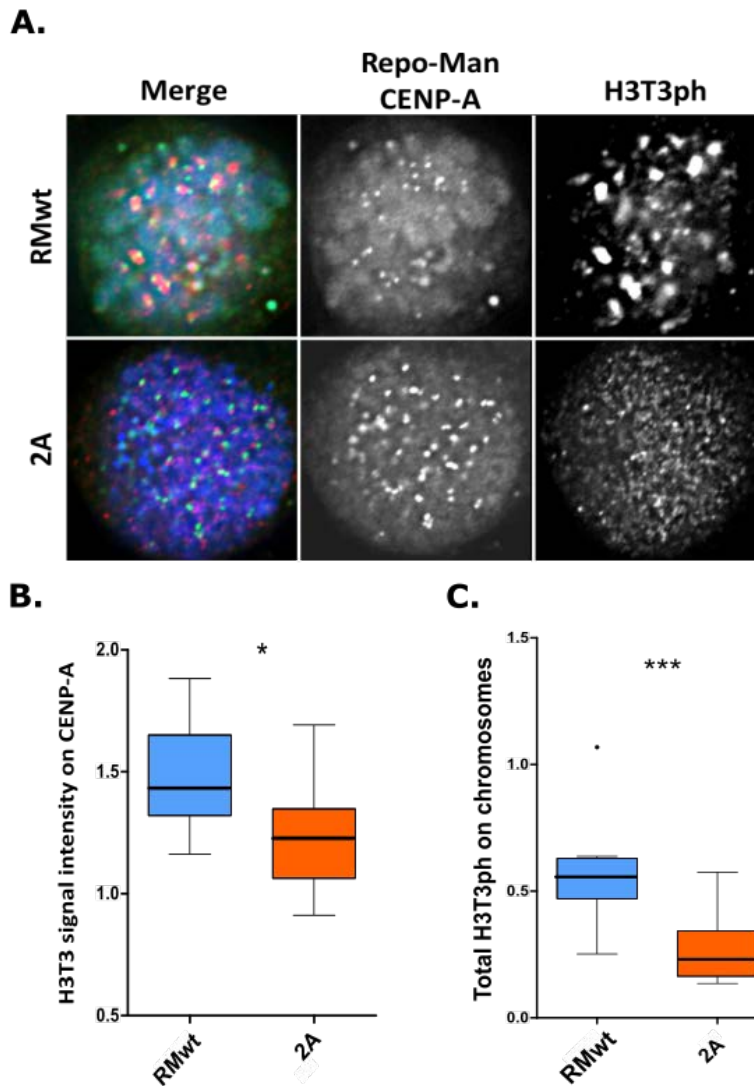 A.
Merge
Repo-Man
CENP-A
H3T3ph
RMwt
2A
B.
H3T3 signal intensity on CENP-A
2.0
1.5
1.0
0.5
*
RMwt
2A
C.
Total H3T3ph on chromosomes
1.5
1.0
0.5
0.0
***
RMwt
2A